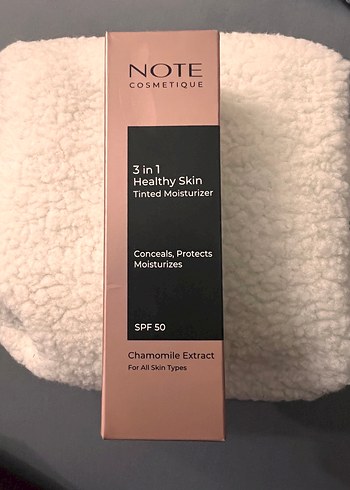 NOTE
COSMETIQUE
3 in 1
Healthy Skin
Tinted Moisturizer
Conceals, Protects
Moisturizes
SPF 50
Chamomile Extract
For All Skin Types